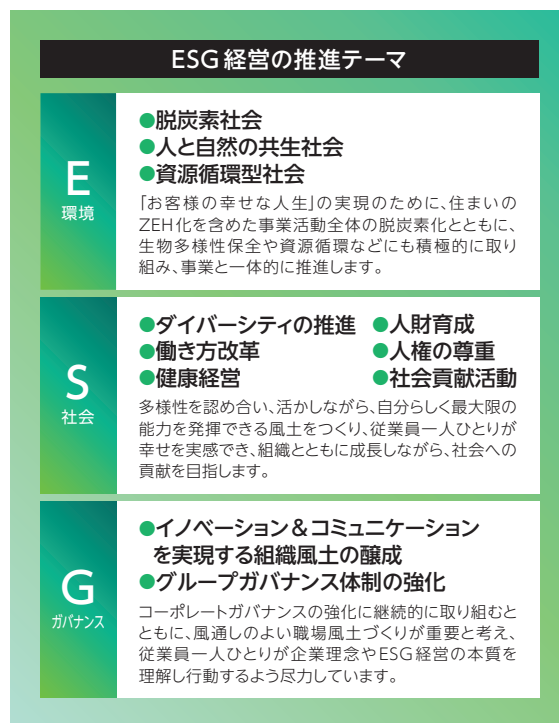 ESG経営の推進テーマ
E
環境
●脱炭素社会
●人と自然の共生社会
●資源循環型社会
「お客様の幸せな人生」の実現のために、住まいの
ZEH化を含めた事業活動全体の脱炭素化とともに、
生物多様性保全や資源循環などにも積極的に取り
組み、事業と一体的に推進します。
S
社会
●ダイバーシティの推進 ●人財育成
●働き方改革 ●人権の尊重
●健康経営 ●社会貢献活動
多様性を認め合い、活かしながら、自分らしく最大限の
能力を発揮できる風土をつくり、従業員一人ひとりが
幸せを実感でき、組織とともに成長しながら、社会への
貢献を目指します。
G
ガバナンス
●イノベーション&コミュニケーション
を実現する組織風土の醸成
●グループガバナンス体制の強化
コーポレートガバナンスの強化に継続的に取り組むと
ともに、風通しのよい職場風土づくりが重要と考え、
従業員一人ひとりが企業理念やESG経営の本質を
理解し行動するよう尽力しています。